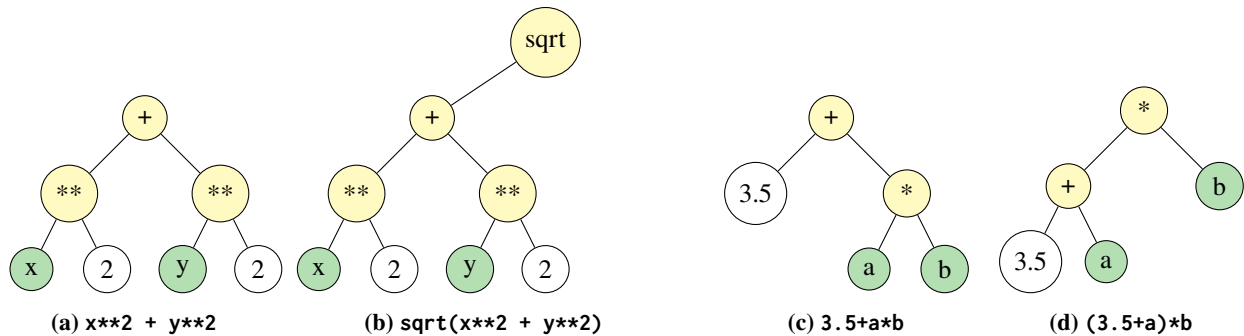 sqrt
+ + + *
** ** ** ** 3.5 * + b
x 2 y 2 x 2 y 2 a b 3.5 a
(a) x**2 + y**2 (b) sqrt(x**2 + y**2) (c) 3.5+a*b (d) (3.5+a)*b